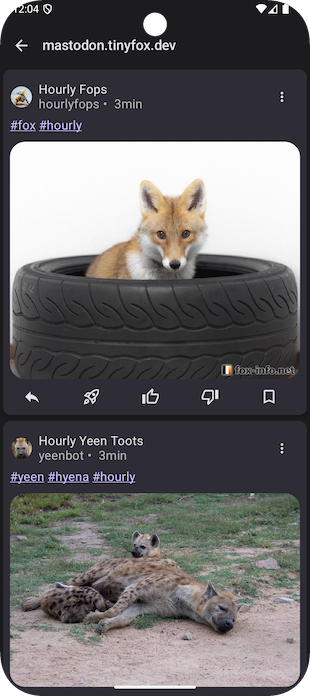 12:04
mastodon.tinyfox.dev
Hourly Fops
hourlyfops • 3min
#fox #hourly
fox-info.net
Hourly Yeen Toots
yeenbot • 3min
#yeen #hyena #hourly